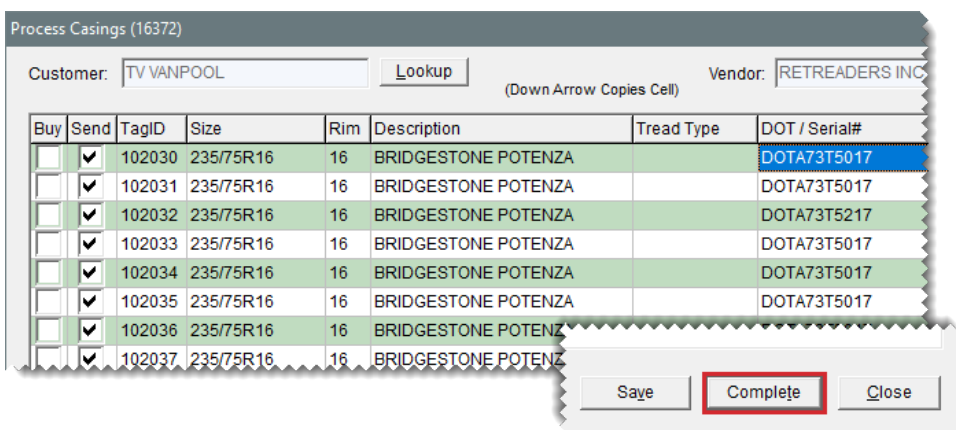 Process Casings (16372)
Customer: TV VANPOOL Lookup (Down Arrow Copies Cell) Vendor: RETREADERS INC
Buy Send TagID Size Rim Description Tread Type DOT / Serial#
102030 235/75R16 16 BRIDGESTONE POTENZA DOTA73T5017
102031 235/75R16 16 BRIDGESTONE POTENZA DOTA73T5017
102032 235/75R16 16 BRIDGESTONE POTENZA DOTA73T5217
102033 235/75R16 16 BRIDGESTONE POTENZA DOTA73T5017
102034 235/75R16 16 BRIDGESTONE POTENZA DOTA73T5017
102035 235/75R16 16 BRIDGESTONE POTENZA DOTA73T5017
102036 235/75R16 16 BRIDGESTONE POTENZ
102037 235/75R16 16 BRIDGESTONE POTENZ
Save Complete Close